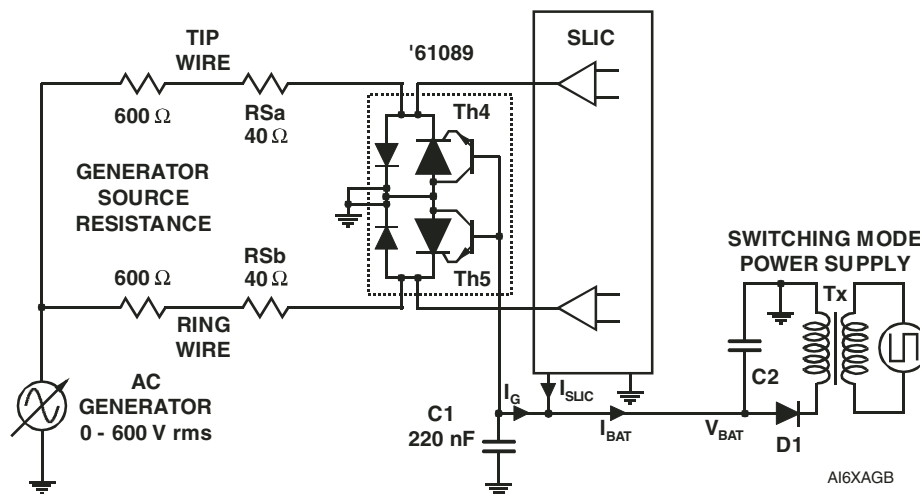 TIP
WIRE
'61089
SLIC
600 Ω
RSa
40 Ω
Th4
GENERATOR
SOURCE
RESISTANCE
RSb
40 Ω
600 Ω
Th5
RING
WIRE
SWITCHING MODE
POWER SUPPLY
Tx
AC
GENERATOR
0 - 600 V rms
C1
220 nF
IG
ISLIC
IBAT
VBAT
C2
D1
AI6XAGB